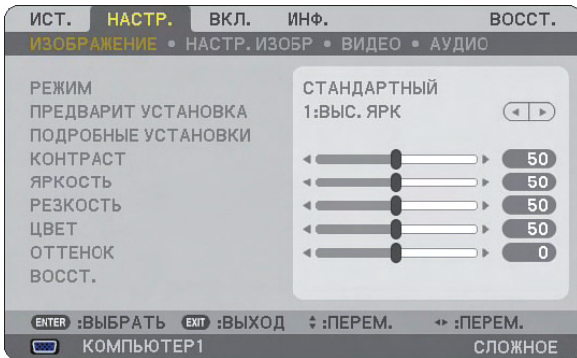 ИСТ. НАСТР. ВКЛ. ИНФ. ВОССТ.
ИЗОБРАЖЕНИЕ • НАСТР. ИЗОБР • ВИДЕО • АУДИО
РЕЖИМ СТАНДАРТНЫЙ
ПРЕДВАРИТ УСТАНОВКА 1:ВЫС. ЯРК
ПОДРОБНЫЕ УСТАНОВКИ
КОНТРАСТ 50
ЯРКОСТЬ 50
РЕЗКОСТЬ 50
ЦВЕТ 50
ОТТЕНОК 0
ВОССТ.
ENTER :ВЫБРАТЬ EXIT :ВЫХОД :ПЕРЕМ. :ПЕРЕМ.
КОМПЬЮТЕР1 СЛОЖНОЕ